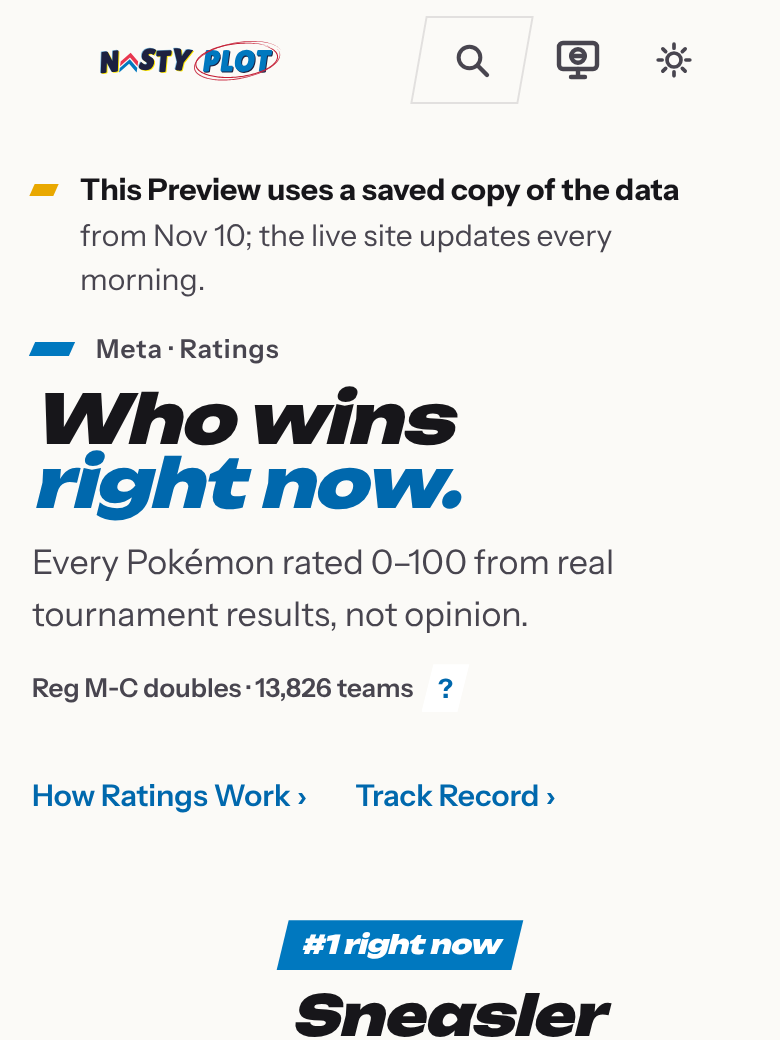 NASTY PLOT
This Preview uses a saved copy of the data
from Nov 10; the live site updates every
morning.
Meta · Ratings
Who wins
right now.
Every Pokémon rated 0–100 from real
tournament results, not opinion.
Reg M-C doubles · 13,826 teams ?
How Ratings Work › Track Record ›
#1 right now
Sneasler